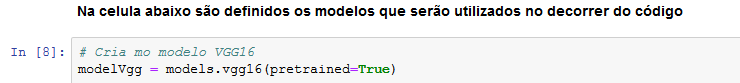 Na celula abaixo são definidos os modelos que serão utilizados no decorrer do código
In [8]: # Cria mo modelo VGG16
modelVgg = models.vgg16(pretrained=True)